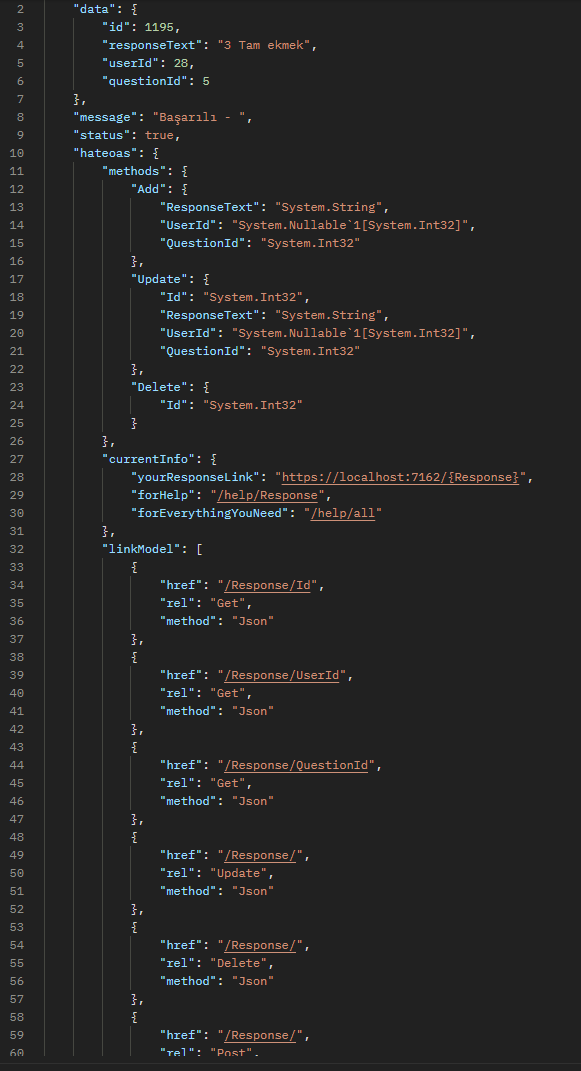 2 "data": {
3 "id": 1195,
4 "responseText": "3 Tam ekmek",
5 "userId": 28,
6 "questionId": 5
7 },
8 "message": "Başarılı - ",
9 "status": true,
10 "hateoas": {
11 "methods": {
12 "Add": {
13 "ResponseText": "System.String",
14 "UserId": "System.Nullable`1[System.Int32]",
15 "QuestionId": "System.Int32"
16 },
17 "Update": {
18 "Id": "System.Int32",
19 "ResponseText": "System.String",
20 "UserId": "System.Nullable`1[System.Int32]",
21 "QuestionId": "System.Int32"
22 },
23 "Delete": {
24 "Id": "System.Int32"
25 }
26 },
27 "currentInfo": {
28 "yourResponseLink": "https://localhost:7162/{Response}",
29 "forHelp": "/help/Response",
30 "forEverythingYouNeed": "/help/all"
31 },
32 "linkModel": [
33 {
34 "href": "/Response/Id",
35 "rel": "Get",
36 "method": "Json"
37 },
38 {
39 "href": "/Response/UserId",
40 "rel": "Get",
41 "method": "Json"
42 },
43 {
44 "href": "/Response/QuestionId",
45 "rel": "Get",
46 "method": "Json"
47 },
48 {
49 "href": "/Response/",
50 "rel": "Update",
51 "method": "Json"
52 },
53 {
54 "href": "/Response/",
55 "rel": "Delete",
56 "method": "Json"
57 },
58 {
59 "href": "/Response/",
60 "rel": "Post",